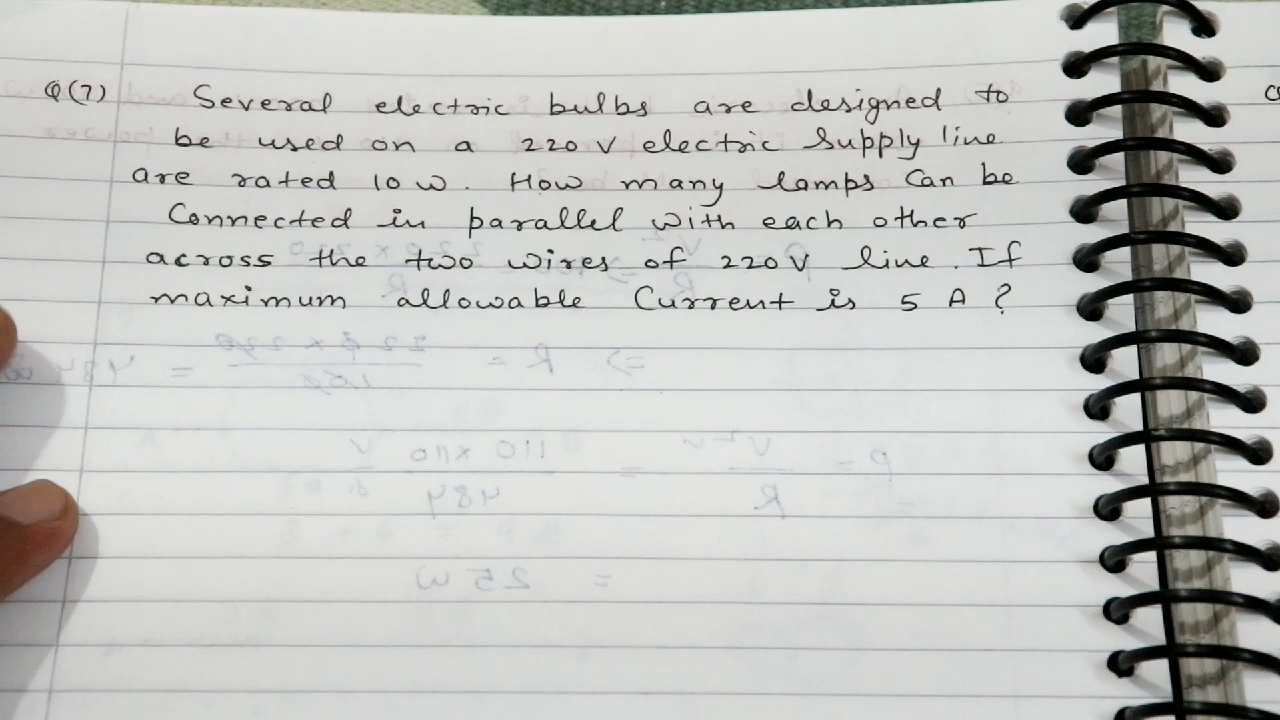 Q(7) Several electric bulbs are designed to
be used on a 220 V electric supply line
are rated 10 W. How many lamps can be
Connected in parallel with each other
across the two wires of 220 V line. If
maximum allowable Current is 5 A ?